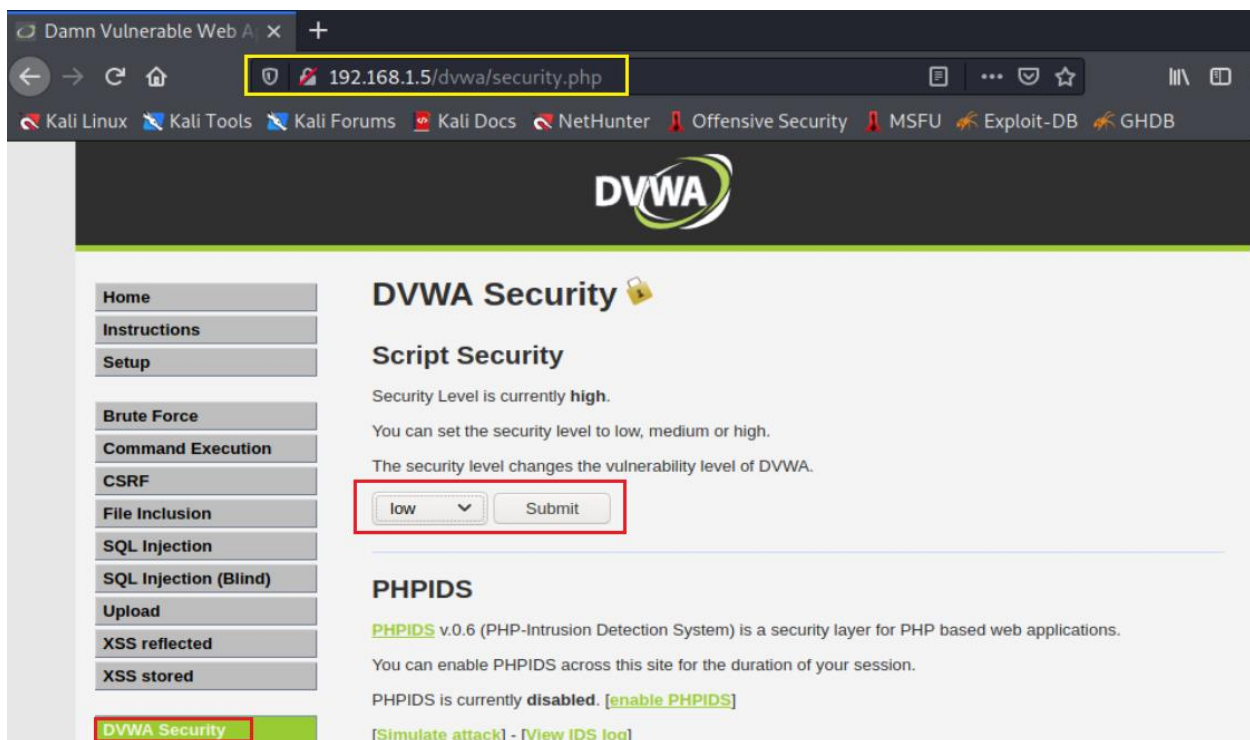 Damn Vulnerable Web A
192.168.1.5/dvwa/security.php
Kali Linux Kali Tools Kali Forums Kali Docs NetHunter Offensive Security MSFU Exploit-DB GHDB
DVWA
Home
Instructions
Setup
Brute Force
Command Execution
CSRF
File Inclusion
SQL Injection
SQL Injection (Blind)
Upload
XSS reflected
XSS stored
DVWA Security
DVWA Security
Script Security
Security Level is currently high.
You can set the security level to low, medium or high.
The security level changes the vulnerability level of DVWA.
low Submit
PHPIDS
PHPIDS v.0.6 (PHP-Intrusion Detection System) is a security layer for PHP based web applications.
You can enable PHPIDS across this site for the duration of your session.
PHPIDS is currently disabled. [enable PHPIDS]
[Simulate attack] - [View IDS log]